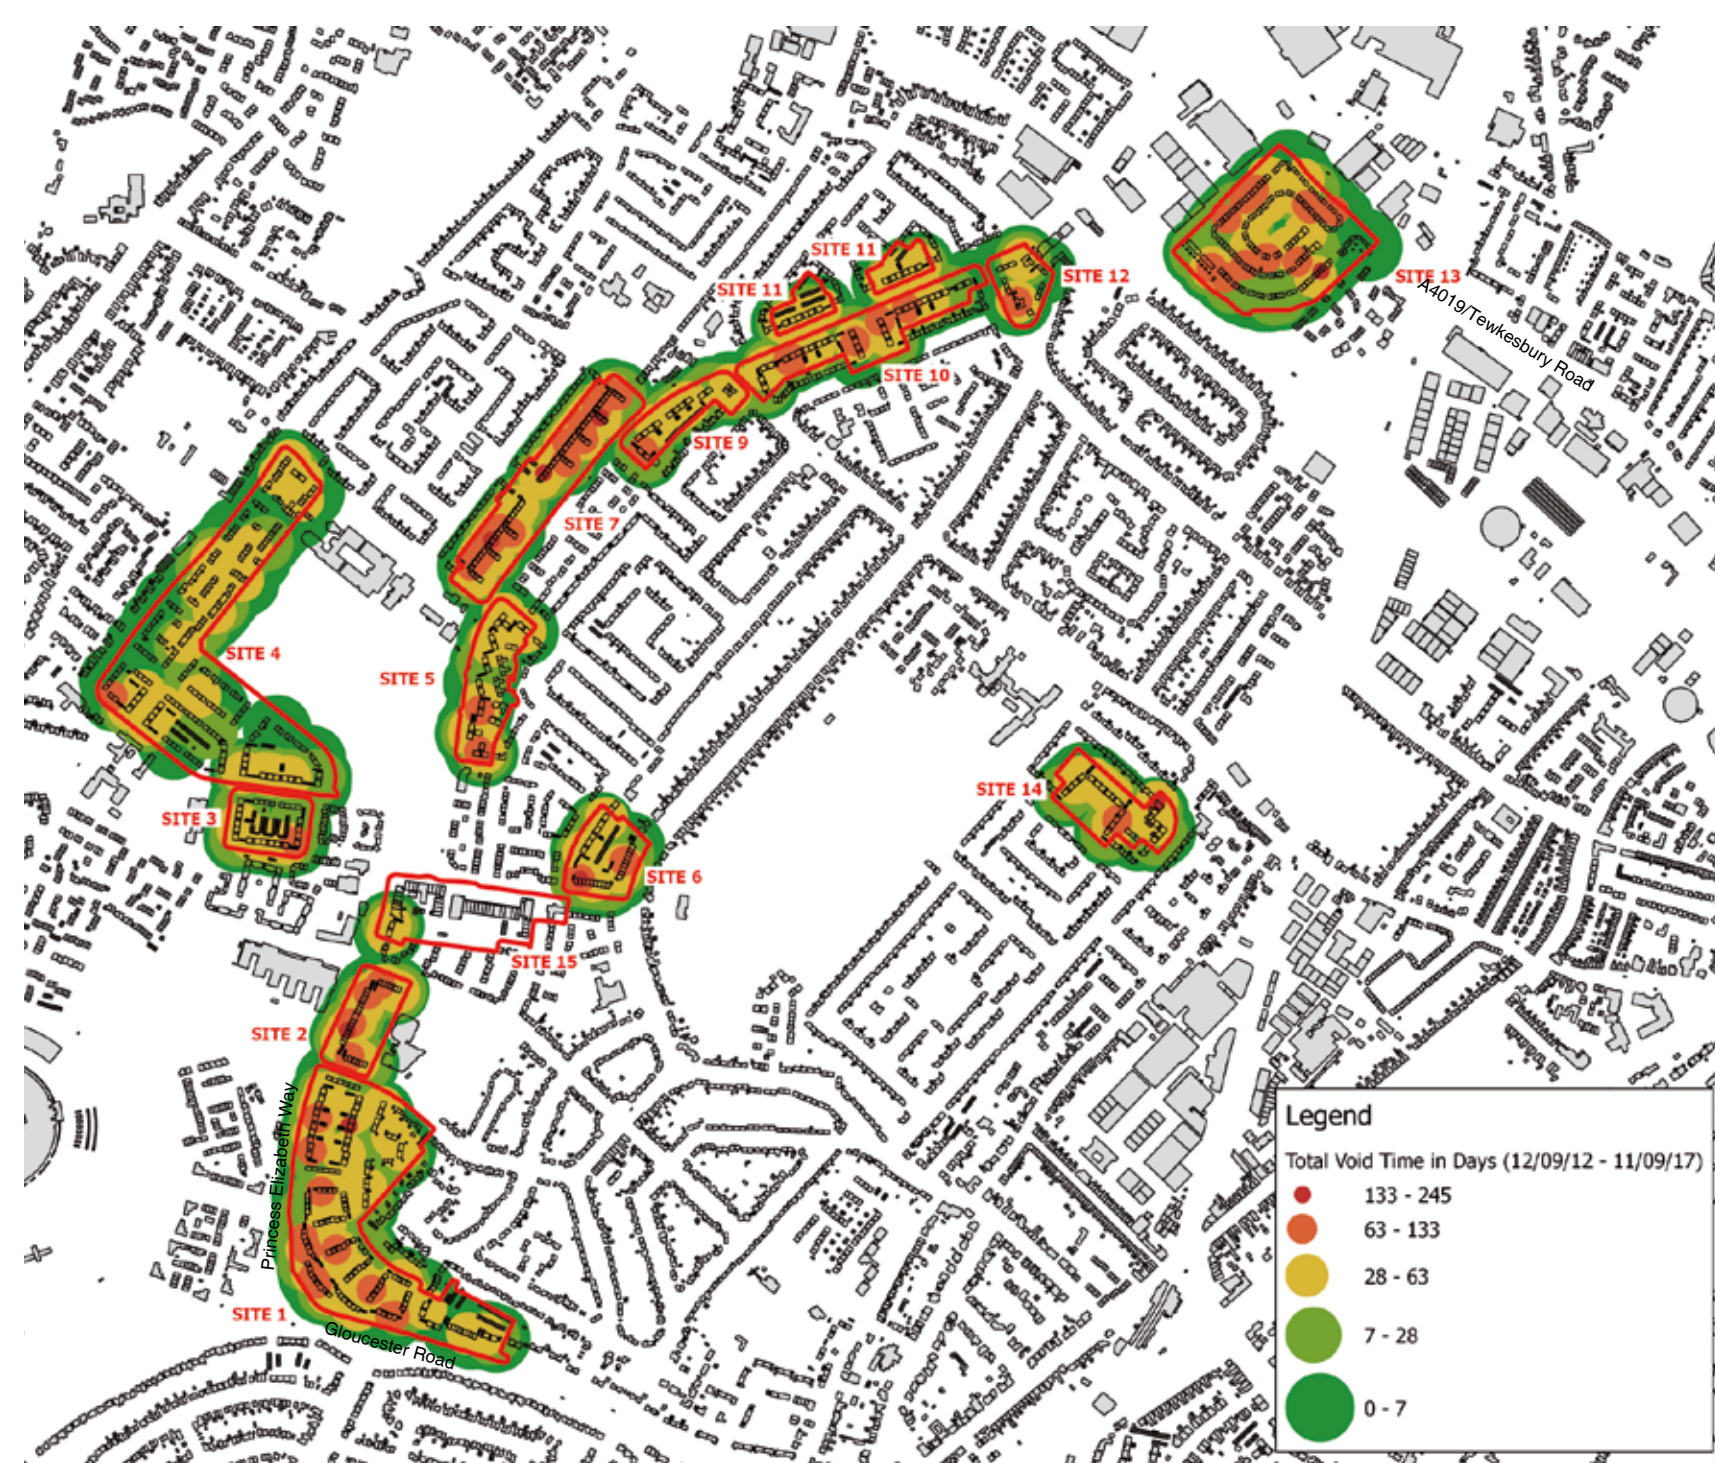 SITE 11
SITE 11
SITE 12
SITE 13
A4019/Tewkesbury Road
SITE 10
SITE 9
SITE 7
SITE 4
SITE 5
SITE 14
SITE 3
SITE 6
SITE 15
SITE 2
Princess Elizabeth Way
SITE 1
Gloucester Road
Legend
Total Void Time in Days (12/09/12 - 11/09/17)
133 - 245
63 - 133
28 - 63
7 - 28
0 - 7